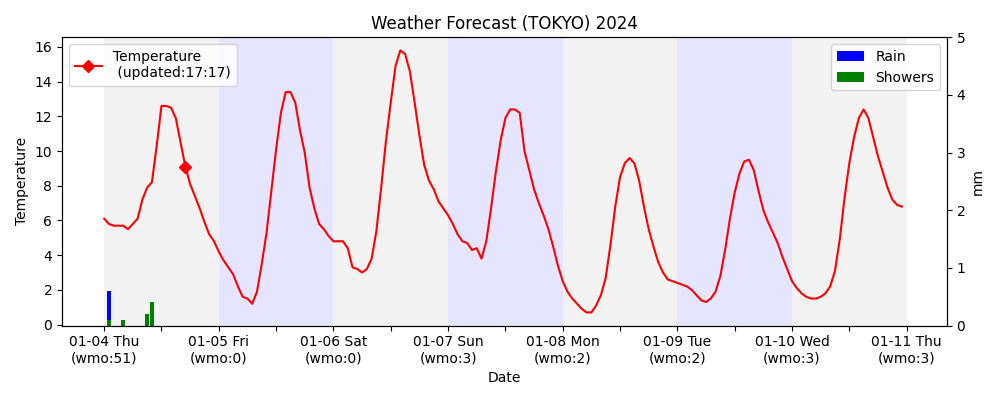 Weather Forecast (TOKYO) 2024
Temperature
(updated:17:17)
Rain
Showers
16
14
12
10
8
6
4
2
0
Temperature
5
4
3
2
1
0
mm
01-04 Thu
(wmo:51)
01-05 Fri
(wmo:0)
01-06 Sat
(wmo:0)
01-07 Sun
(wmo:3)
01-08 Mon
(wmo:2)
01-09 Tue
(wmo:2)
01-10 Wed
(wmo:3)
01-11 Thu
(wmo:3)
Date